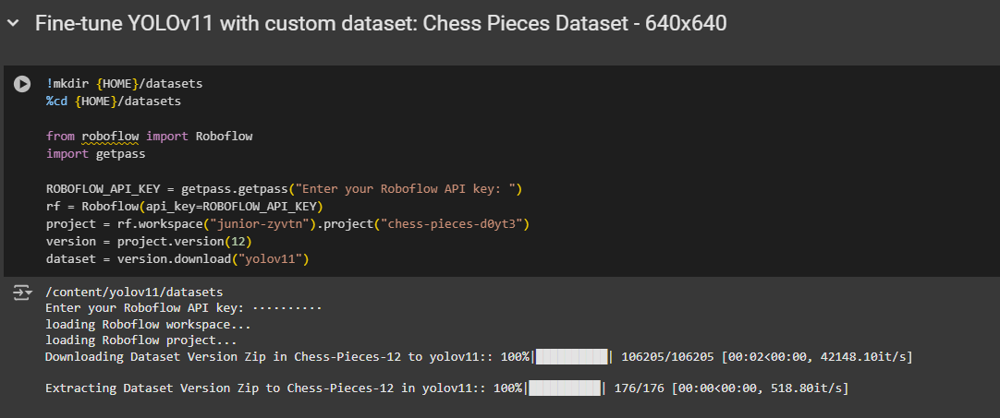 Fine-tune YOLOv11 with custom dataset: Chess Pieces Dataset - 640x640
!mkdir {HOME}/datasets
%cd {HOME}/datasets
from roboflow import Roboflow
import getpass
ROBOFLOW_API_KEY = getpass.getpass("Enter your Roboflow API key: ")
rf = Roboflow(api_key=ROBOFLOW_API_KEY)
project = rf.workspace("junior-zyvtn").project("chess-pieces-d0yt3")
version = project.version(12)
dataset = version.download("yolov11")
/content/yolov11/datasets
Enter your Roboflow API key: ··········
loading Roboflow workspace...
loading Roboflow project...
Downloading Dataset Version Zip in Chess-Pieces-12 to yolov11:: 100%|██████████| 106205/106205 [00:02<00:00, 42148.10it/s]
Extracting Dataset Version Zip to Chess-Pieces-12 in yolov11:: 100%|██████████| 176/176 [00:00<00:00, 518.80it/s]